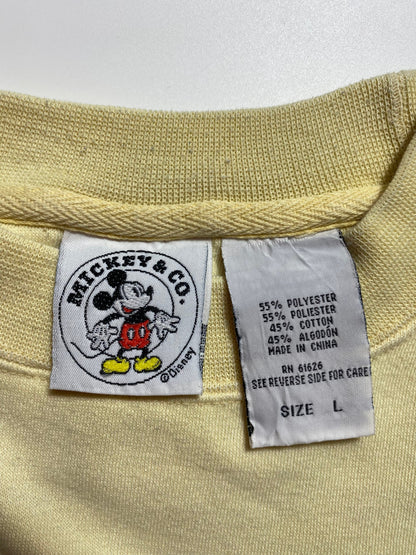 MICKEY & CO.
©Disney
55% POLYESTER
55% POLIESTER
45% COTTON
45% ALGODÓN
MADE IN CHINA
RN 61626
SEE REVERSE SIDE FOR CARE
SIZE L